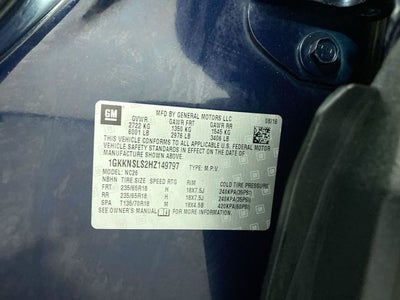 GM
MFD BY GENERAL MOTORS LLC
08/16
GVWR GAWR FRT GAWR RR
2722 KG 1350 KG 1545 KG
6001 LB 2976 LB 3406 LB
THIS VEHICLE CONFORMS TO ALL APPLICABLE U.S. FEDERAL MOTOR
VEHICLE SAFETY STANDARDS IN EFFECT ON THE DATE OF
MANUFACTURE SHOWN ABOVE.
1GKKNSLS2HZ149797 TYPE: M.P.V.
MODEL: NC26
NBHN TIRE SIZE SPEED RTG RIM COLD TIRE PRESSURE
FRT 235/65R18 H 18X7.5J 240KPA(35PSI)
RR 235/65R18 H 18X7.5J 240KPA(35PSI)
SPA T135/70R18 M 18X4.5B 420KPA(60PSI)
SEE OWNER'S MANUAL